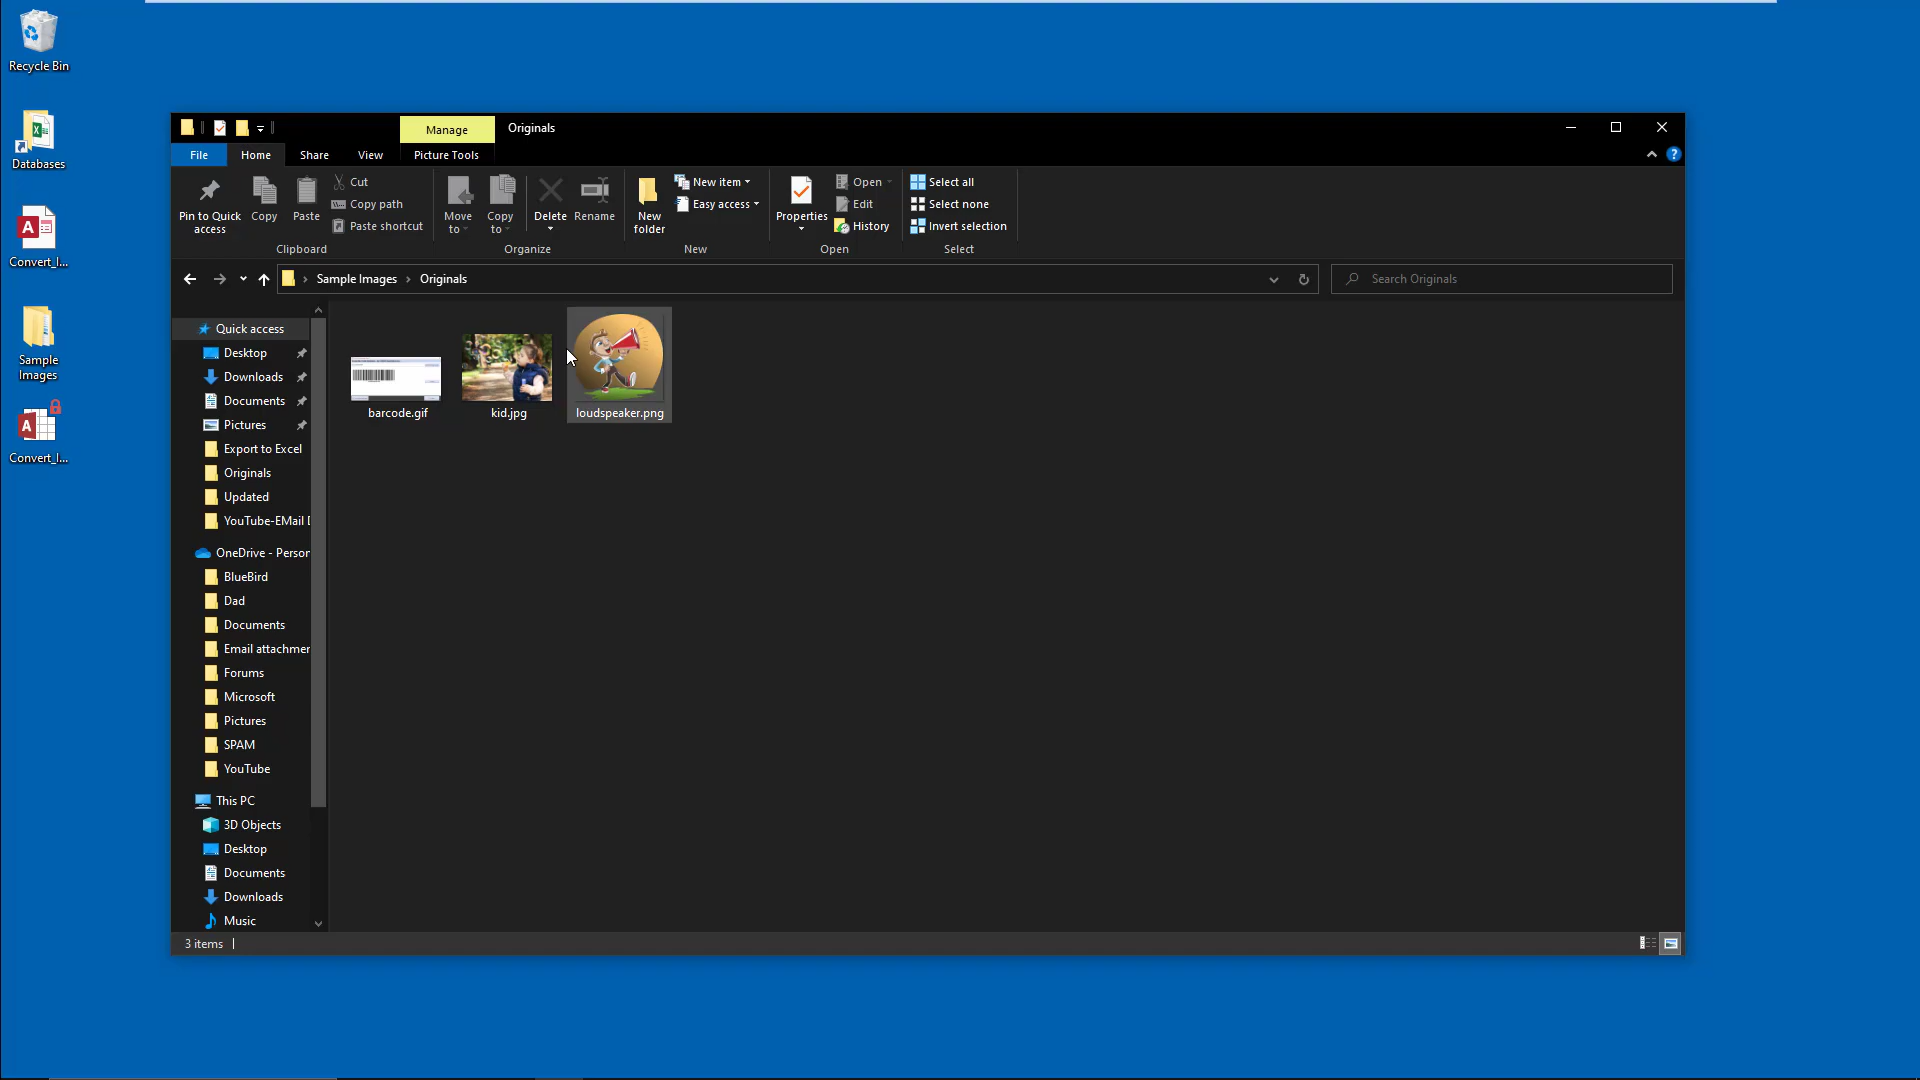 Recycle Bin
Databases
Convert_I...
Sample
Images
Convert_I...
Manage
Originals
File
Home
Share
View
Picture Tools
Pin to Quick
access
Copy
Paste
Cut
Copy path
Paste shortcut
Clipboard
Move
to
Copy
to
Delete
Rename
Organize
New
folder
New item
Easy access
New
Properties
Open
Edit
History
Open
Select all
Select none
Invert selection
Select
Sample Images > Originals
Search Originals
Quick access
Desktop
Downloads
Documents
Pictures
Export to Excel
Originals
Updated
YouTube-EMail
OneDrive - Person
BlueBird
Dad
Documents
Email attachmen
Forums
Microsoft
Pictures
SPAM
YouTube
This PC
3D Objects
Desktop
Documents
Downloads
Music
barcode.gif
kid.jpg
loudspeaker.png
3 items